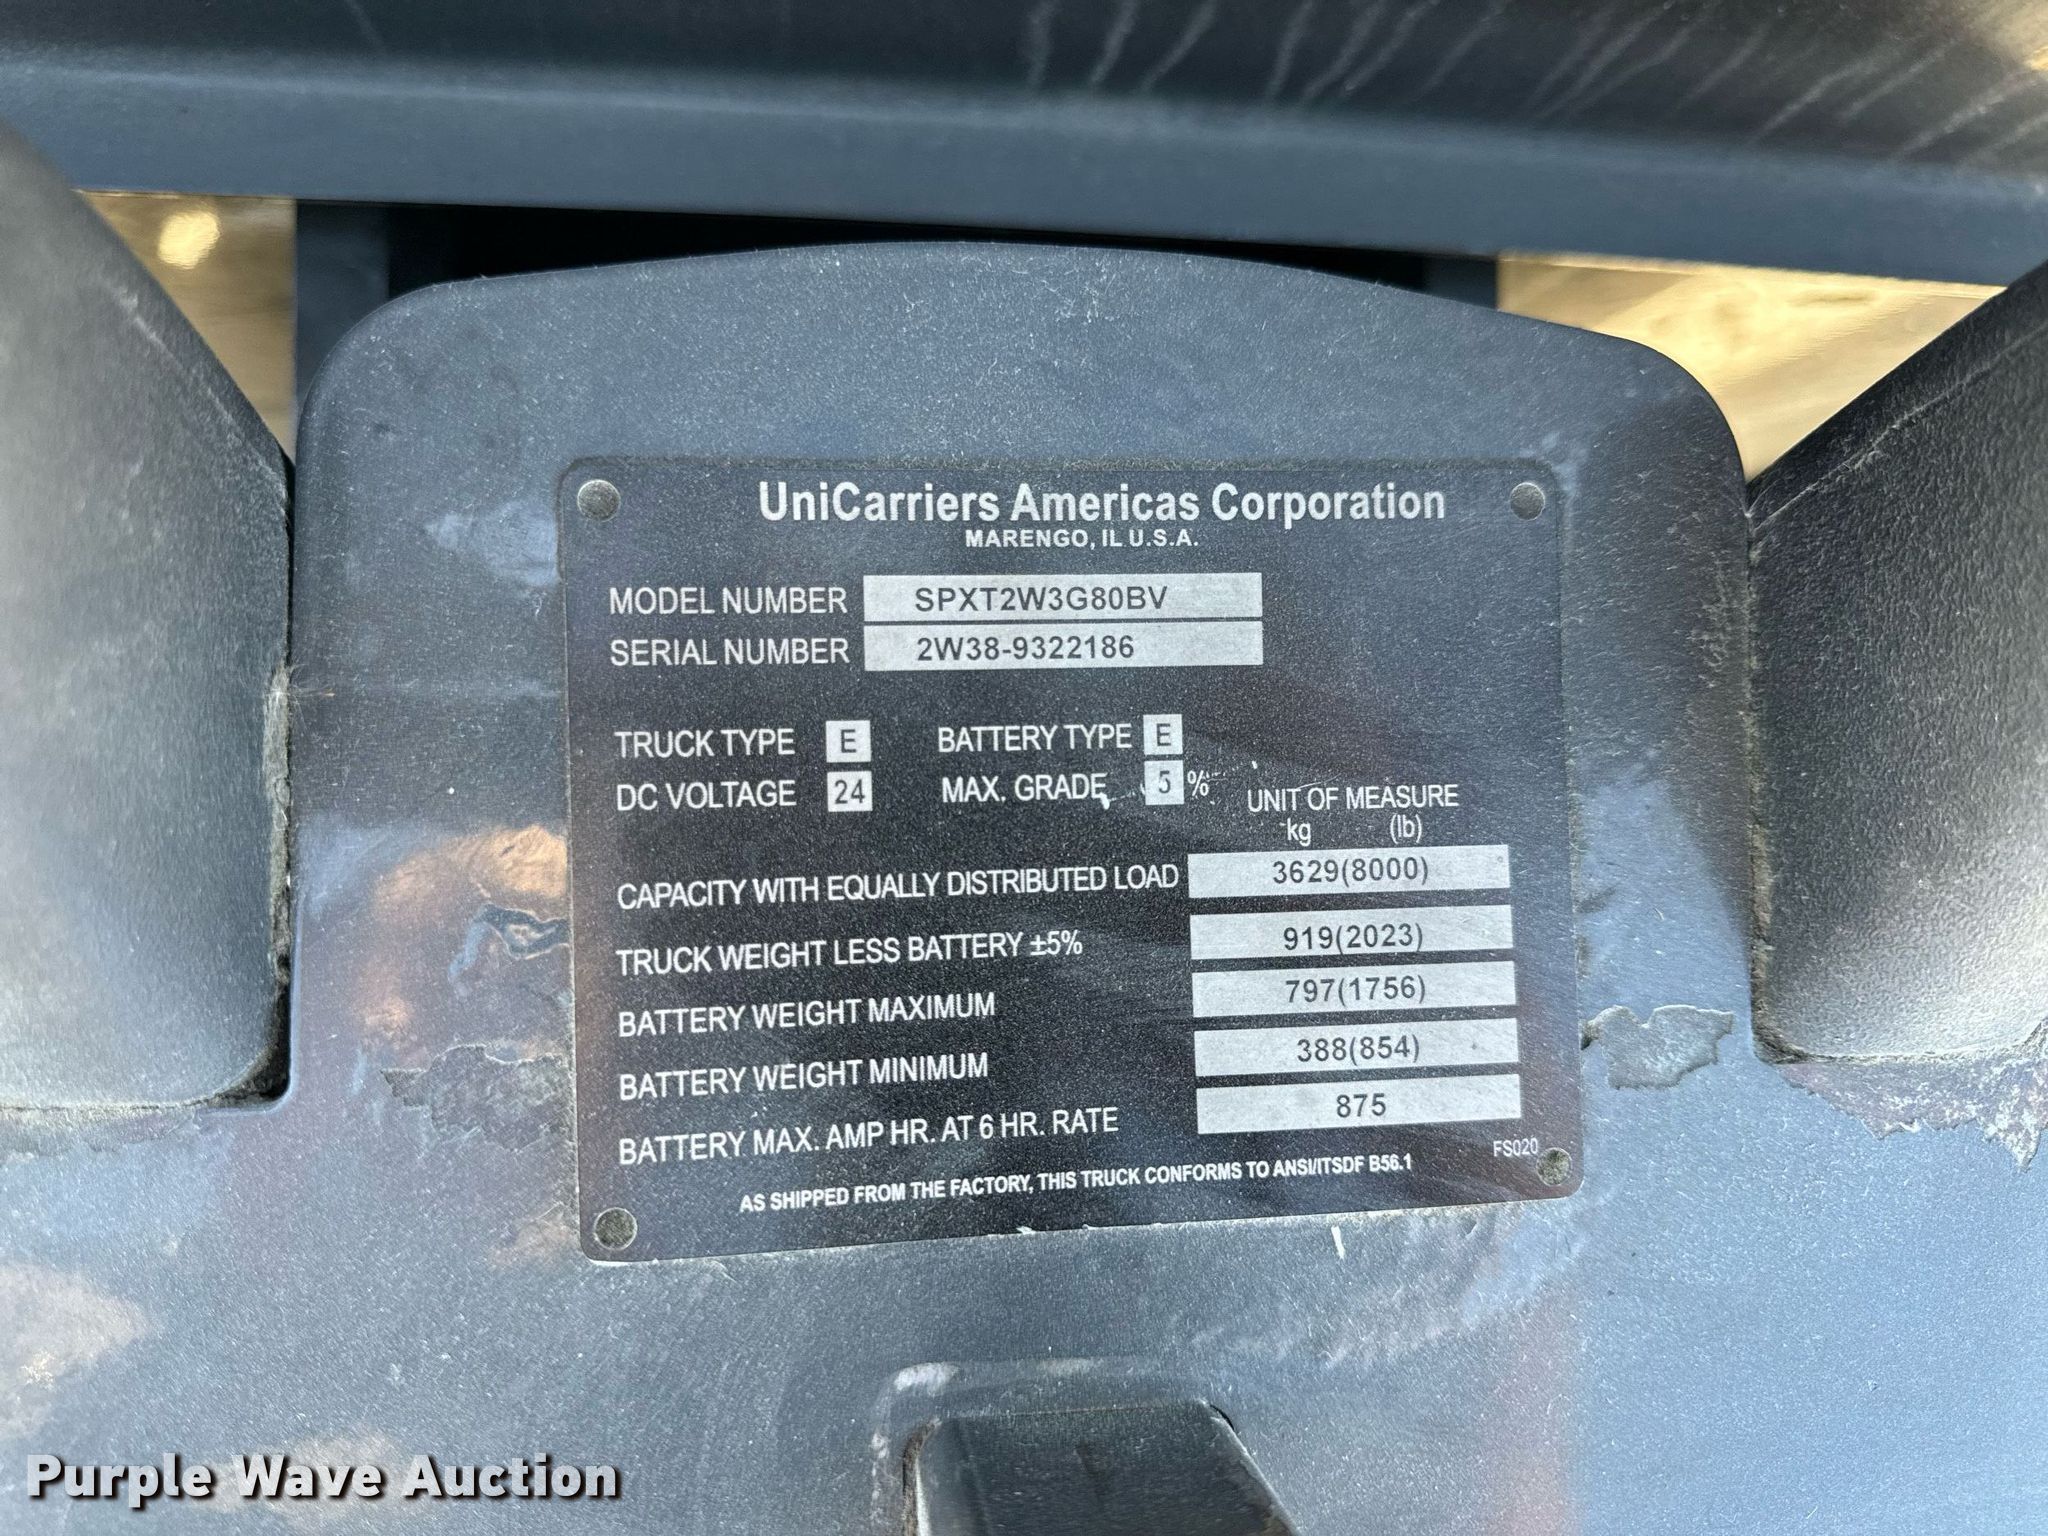 UniCarriers Americas Corporation
MARENGO, IL U.S.A.
MODEL NUMBER SPXT2W3G80BV
SERIAL NUMBER 2W38-9322186
TRUCK TYPE E BATTERY TYPE E
DC VOLTAGE 24 MAX. GRADE 5 %
UNIT OF MEASURE
kg (lb)
CAPACITY WITH EQUALLY DISTRIBUTED LOAD 3629(8000)
TRUCK WEIGHT LESS BATTERY ±5% 919(2023)
BATTERY WEIGHT MAXIMUM 797(1756)
BATTERY WEIGHT MINIMUM 388(854)
BATTERY MAX. AMP HR. AT 6 HR. RATE 875
FS020
AS SHIPPED FROM THE FACTORY, THIS TRUCK CONFORMS TO ANSI/ITSDF B56.1
Purple Wave Auction